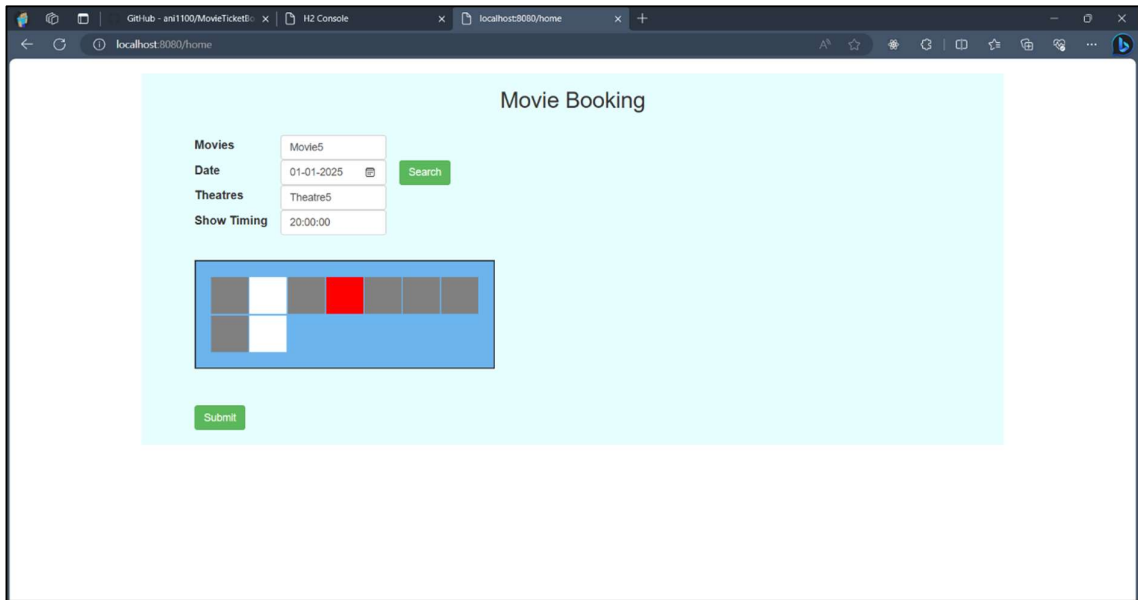 GitHub - ani1100/MovieTicketBo
H2 Console
localhost:8080/home
localhost:8080/home
Movie Booking
Movies Movie5
Date 01-01-2025 Search
Theatres Theatre5
Show Timing 20:00:00
Submit